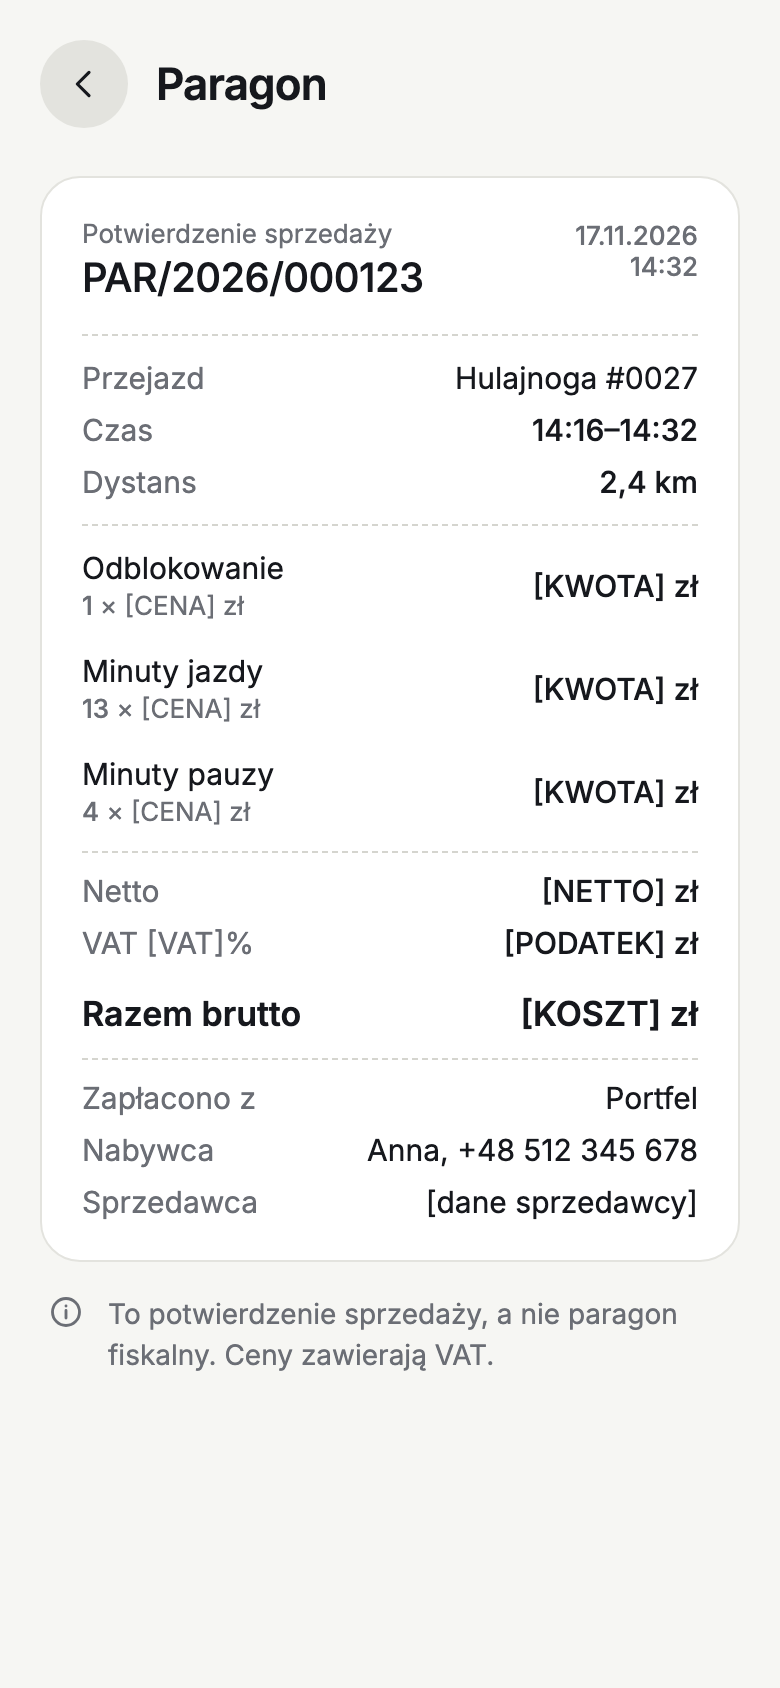 Paragon
Potwierdzenie sprzedaży
PAR/2026/000123
17.11.2026
14:32
Przejazd Hulajnoga #0027
Czas 14:16–14:32
Dystans 2,4 km
Odblokowanie
1 × [CENA] zł
[KWOTA] zł
Minuty jazdy
13 × [CENA] zł
[KWOTA] zł
Minuty pauzy
4 × [CENA] zł
[KWOTA] zł
Netto [NETTO] zł
VAT [VAT]% [PODATEK] zł
Razem brutto [KOSZT] zł
Zapłacono z Portfel
Nabywca Anna, +48 512 345 678
Sprzedawca [dane sprzedawcy]
To potwierdzenie sprzedaży, a nie paragon
fiskalny. Ceny zawierają VAT.